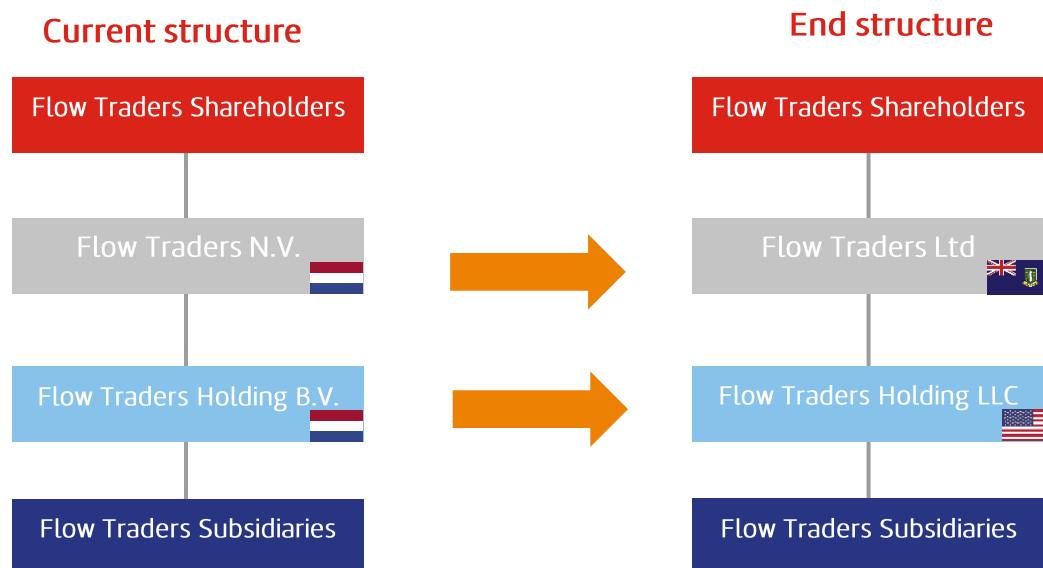 Current structure
End structure
Flow Traders Shareholders
Flow Traders Shareholders
Flow Traders N.V.
Flow Traders Ltd
Flow Traders Holding B.V.
Flow Traders Holding LLC
Flow Traders Subsidiaries
Flow Traders Subsidiaries